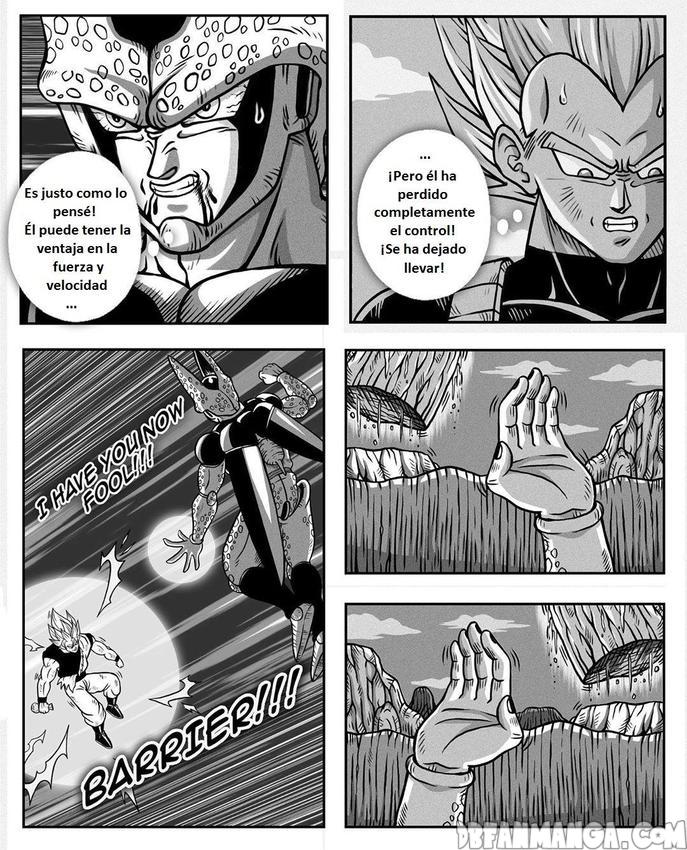 Es justo como lo
pensé!
Él puede tener la
ventaja en la
fuerza y
velocidad
...
...
¡Pero él ha
perdido
completamente
el control!
¡Se ha dejado
llevar!
I HAVE YOU NOW
FOOL!!!
BARRIER!!!
DBFANMANGA.COM